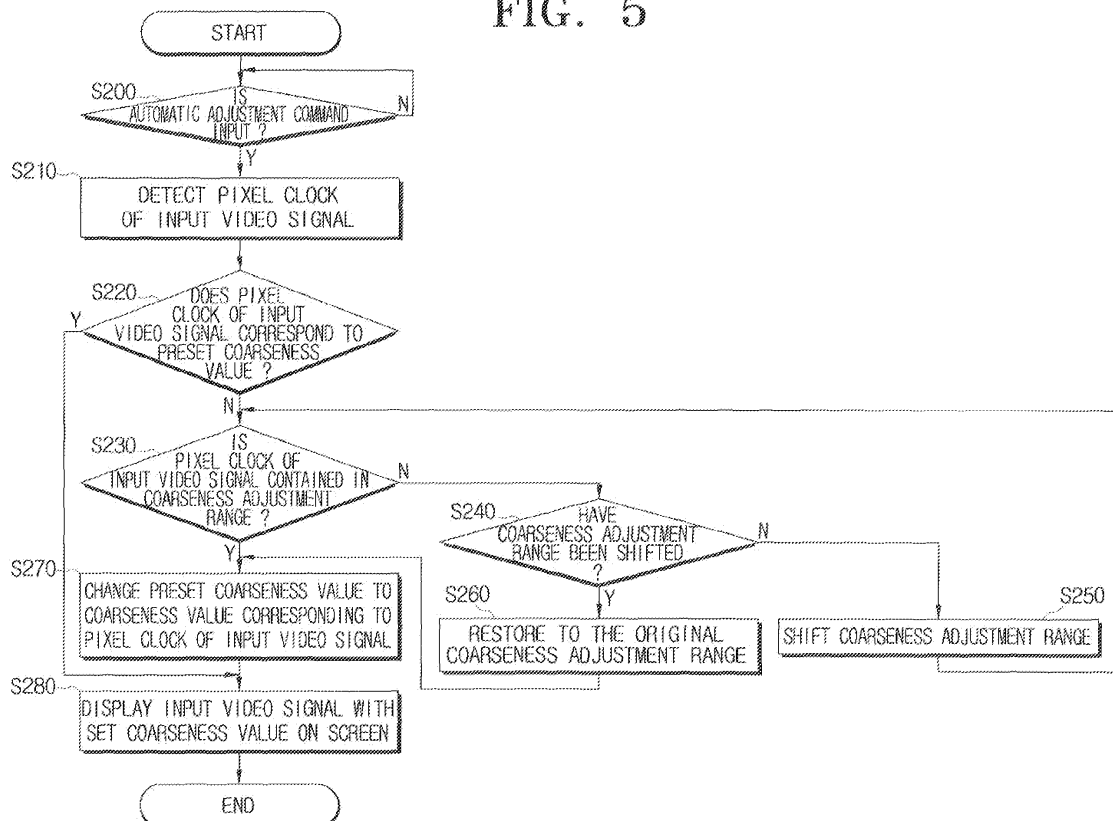 FIG. 5
START
S200
IS
AUTOMATIC ADJUSTMENT COMMAND
INPUT ?
N
Y
S210
DETECT PIXEL CLOCK
OF INPUT VIDEO SIGNAL
S220
DOES PIXEL
CLOCK OF INPUT
VIDEO SIGNAL CORRESPOND TO
PRESET COARSENESS
VALUE ?
Y
N
S230
IS
PIXEL CLOCK OF
INPUT VIDEO SIGNAL CONTAINED IN
COARSENESS ADJUSTMENT
RANGE ?
N
Y
S240
HAVE
COARSENESS ADJUSTMENT
RANGE BEEN SHIFTED
?
N
Y
S270
CHANGE PRESET COARSENESS VALUE TO
COARSENESS VALUE CORRESPONDING TO
PIXEL CLOCK OF INPUT VIDEO SIGNAL
S260
RESTORE TO THE ORIGINAL
COARSENESS ADJUSTMENT RANGE
S250
SHIFT COARSENESS ADJUSTMENT RANGE
S280
DISPLAY INPUT VIDEO SIGNAL WITH
SET COARSENESS VALUE ON SCREEN
END